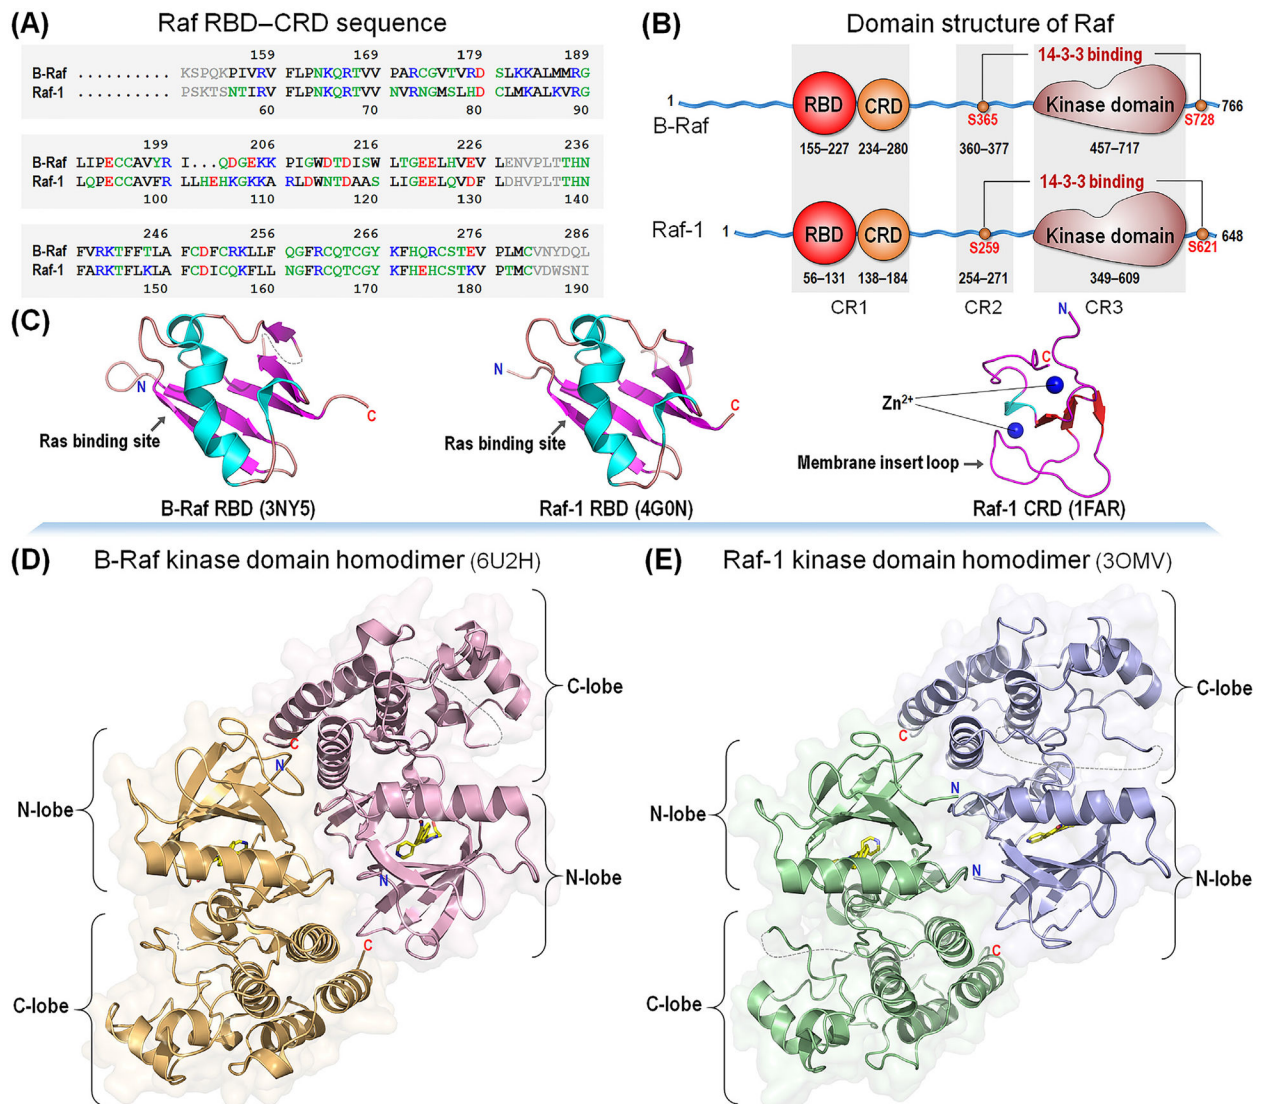 (A) Raf RBD–CRD sequence
159 169 179 189
B-Raf .......... KSPQKPIVRV FLPNKQRTVV PARCGVTVRD SLKKALMMRG
Raf-1 .......... PSKTSNTIRV FLPNKQRTVV NVRNGMSLHD CLMKALKVRG
60 70 80 90
199 206 216 226 236
B-Raf LIPECCAVYR I...QDGEKK PIGWDTDISW LTGEELHVEV LENVPLTTHN
Raf-1 LQPECCAVFR LLHEHKGKKA RLDWNTDAAS LIGEELQVDF LDHVPLTTHN
100 110 120 130 140
246 256 266 276 286
B-Raf FVRKTFFTLA FCDFCRKLLF QGFRCQTCGY KFHQRCSTEV PLMCVNYDQL
Raf-1 FARKTFLKLA FCDICQKFLL NGFRCQTCGY KFHEHCSTKV PTMCVDWSNI
150 160 170 180 190
(B) Domain structure of Raf
14-3-3 binding
1 RBD CRD Kinase domain 766
B-Raf S365 S728
155–227 234–280 360–377 457–717
14-3-3 binding
Raf-1 1 RBD CRD Kinase domain 648
S259 S621
56–131 138–184 254–271 349–609
CR1 CR2 CR3
(C)
N C
Ras binding site
B-Raf RBD (3NY5)
N C
Ras binding site
Raf-1 RBD (4G0N)
N
C
Zn2+
Membrane insert loop
Raf-1 CRD (1FAR)
(D) B-Raf kinase domain homodimer (6U2H)
C-lobe
C
N
N-lobe
N
N-lobe
C
C-lobe
(E) Raf-1 kinase domain homodimer (3OMV)
C-lobe
C
N
N-lobe
N
N-lobe
C
C-lobe